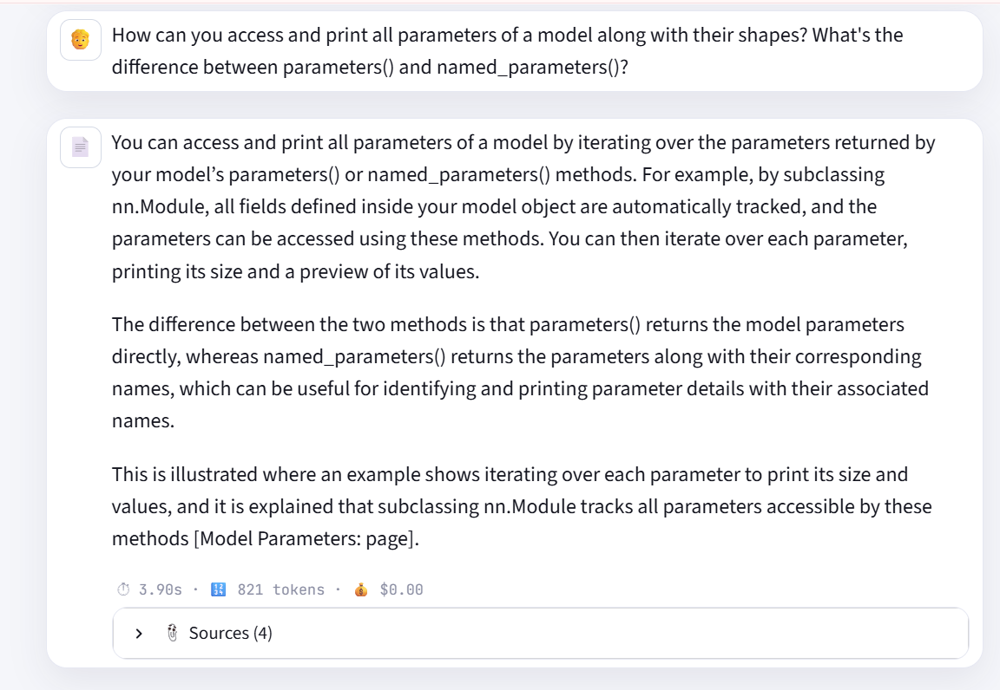 How can you access and print all parameters of a model along with their shapes? What's the
difference between parameters() and named_parameters()?
You can access and print all parameters of a model by iterating over the parameters returned by
your model’s parameters() or named_parameters() methods. For example, by subclassing
nn.Module, all fields defined inside your model object are automatically tracked, and the
parameters can be accessed using these methods. You can then iterate over each parameter,
printing its size and a preview of its values.
The difference between the two methods is that parameters() returns the model parameters
directly, whereas named_parameters() returns the parameters along with their corresponding
names, which can be useful for identifying and printing parameter details with their associated
names.
This is illustrated where an example shows iterating over each parameter to print its size and
values, and it is explained that subclassing nn.Module tracks all parameters accessible by these
methods [Model Parameters: page].
3.90s · 821 tokens · $0.00
Sources (4)